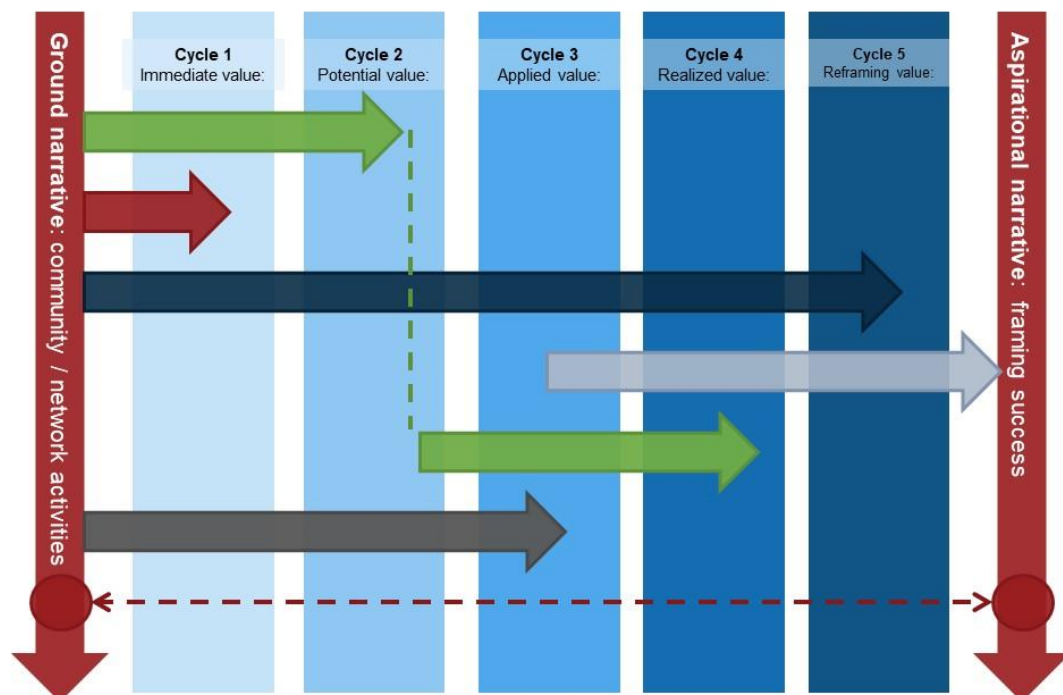 Ground narrative: community / network activities
Cycle 1
Immediate value:
Cycle 2
Potential value:
Cycle 3
Applied value:
Cycle 4
Realized value:
Cycle 5
Reframing value:
Aspirational narrative: framing success